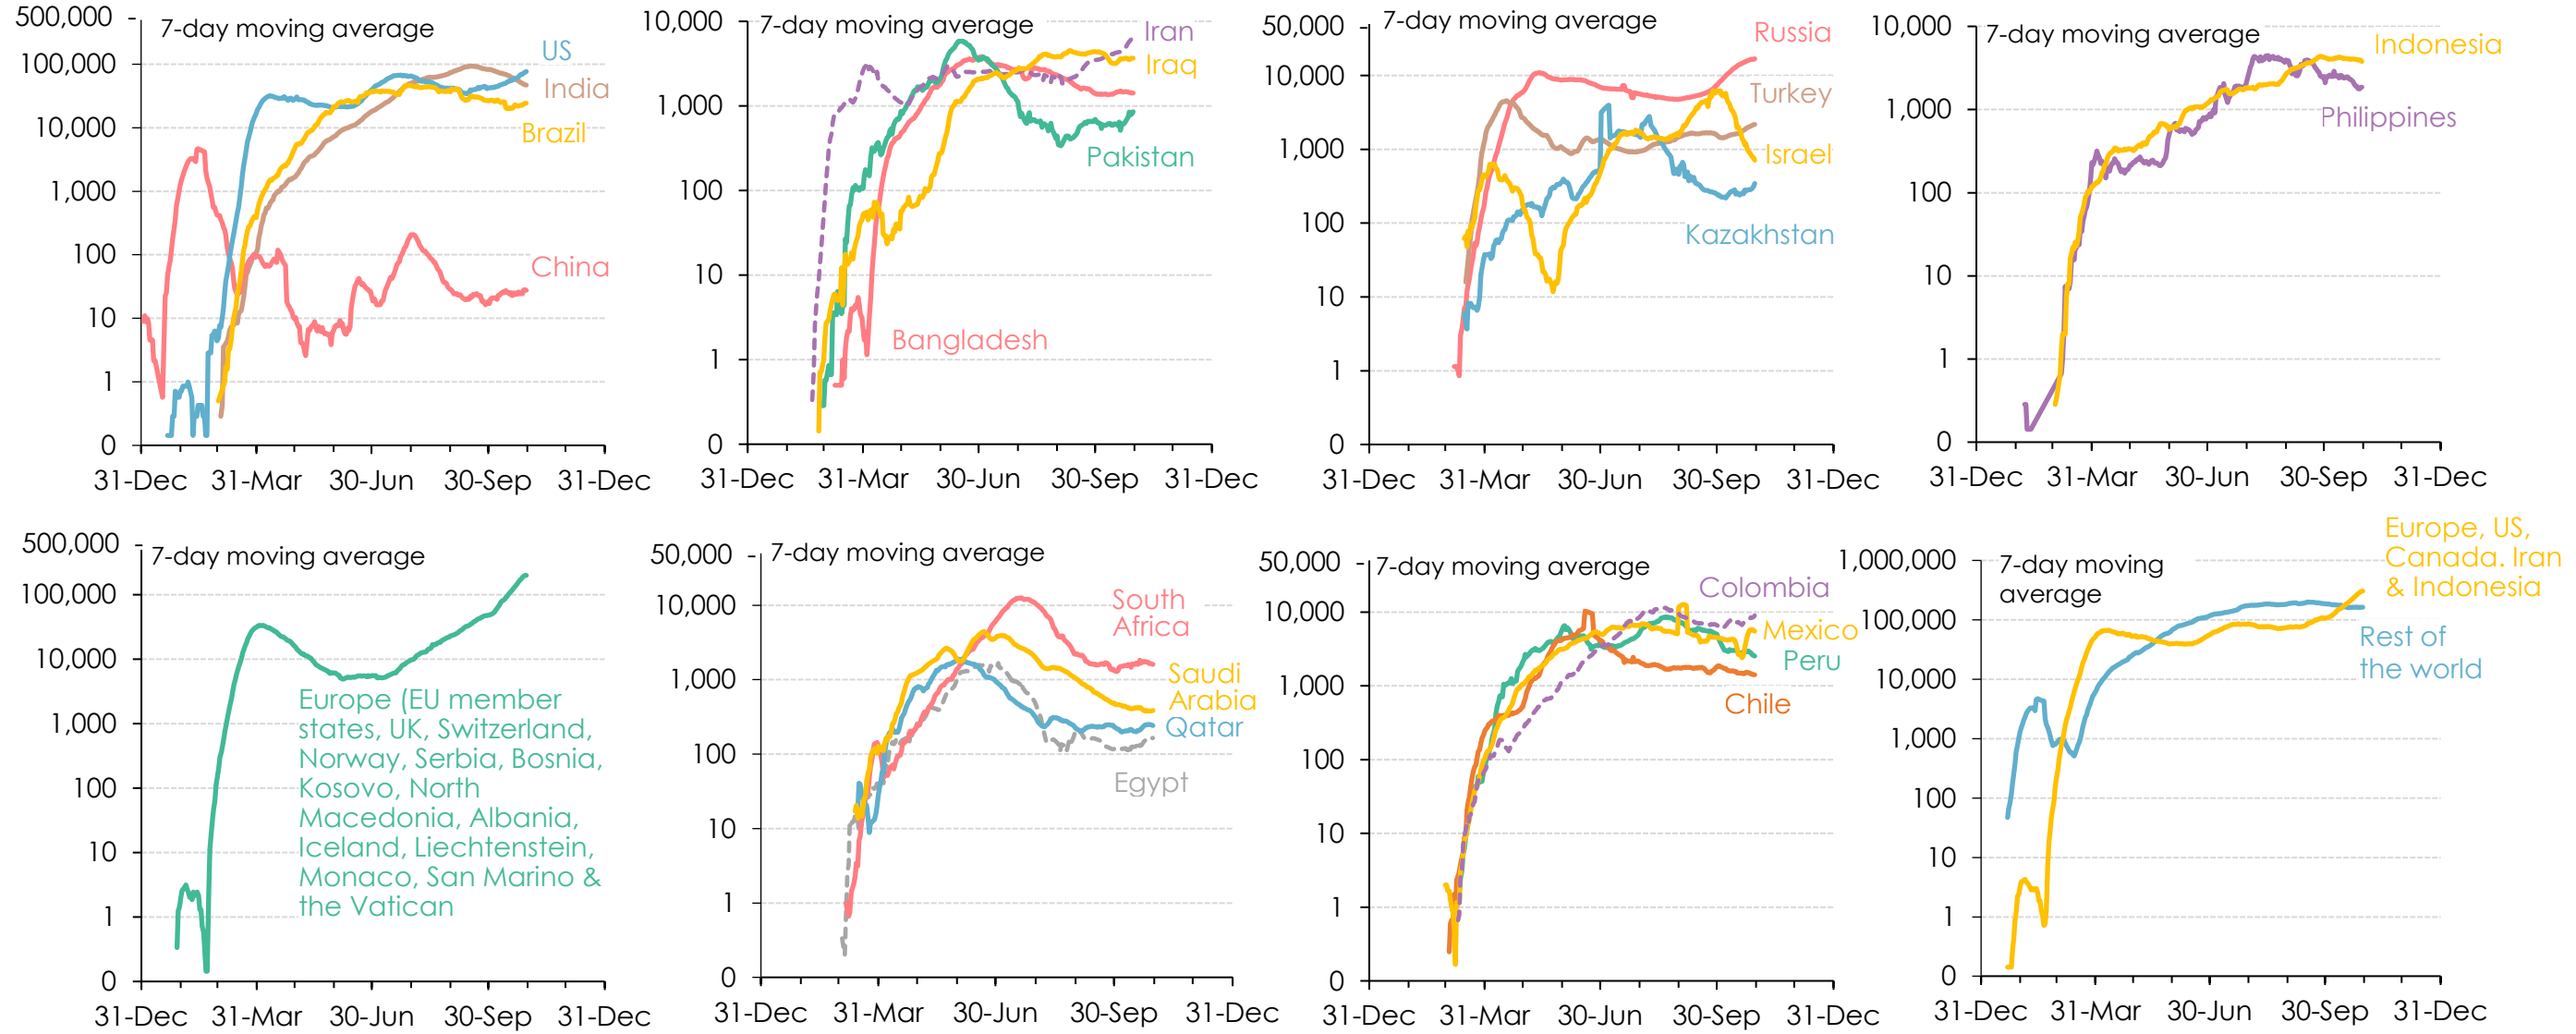 500,000
7-day moving average
100,000
10,000
1,000
100
10
1
0
US
India
Brazil
China
31-Dec 31-Mar 30-Jun 30-Sep 31-Dec
10,000
7-day moving average
1,000
100
10
1
0
Iran
Iraq
Pakistan
Bangladesh
31-Dec 31-Mar 30-Jun 30-Sep 31-Dec
50,000
7-day moving average
10,000
1,000
100
10
1
0
Russia
Turkey
Israel
Kazakhstan
31-Dec 31-Mar 30-Jun 30-Sep 31-Dec
10,000
7-day moving average
1,000
100
10
1
0
Indonesia
Philippines
31-Dec 31-Mar 30-Jun 30-Sep 31-Dec
500,000
7-day moving average
100,000
10,000
1,000
100
10
1
0
Europe (EU member
states, UK, Switzerland,
Norway, Serbia, Bosnia,
Kosovo, North
Macedonia, Albania,
Iceland, Liechtenstein,
Monaco, San Marino &
the Vatican
31-Dec 31-Mar 30-Jun 30-Sep 31-Dec
50,000
7-day moving average
10,000
1,000
100
10
1
0
South
Africa
Saudi
Arabia
Qatar
Egypt
31-Dec 31-Mar 30-Jun 30-Sep 31-Dec
50,000
7-day moving average
10,000
1,000
100
10
1
0
Colombia
Mexico
Peru
Chile
31-Dec 31-Mar 30-Jun 30-Sep 31-Dec
1,000,000
7-day moving
average
100,000
10,000
1,000
100
10
1
0
Europe, US,
Canada. Iran
& Indonesia
Rest of
the world
31-Dec 31-Mar 30-Jun 30-Sep 31-Dec